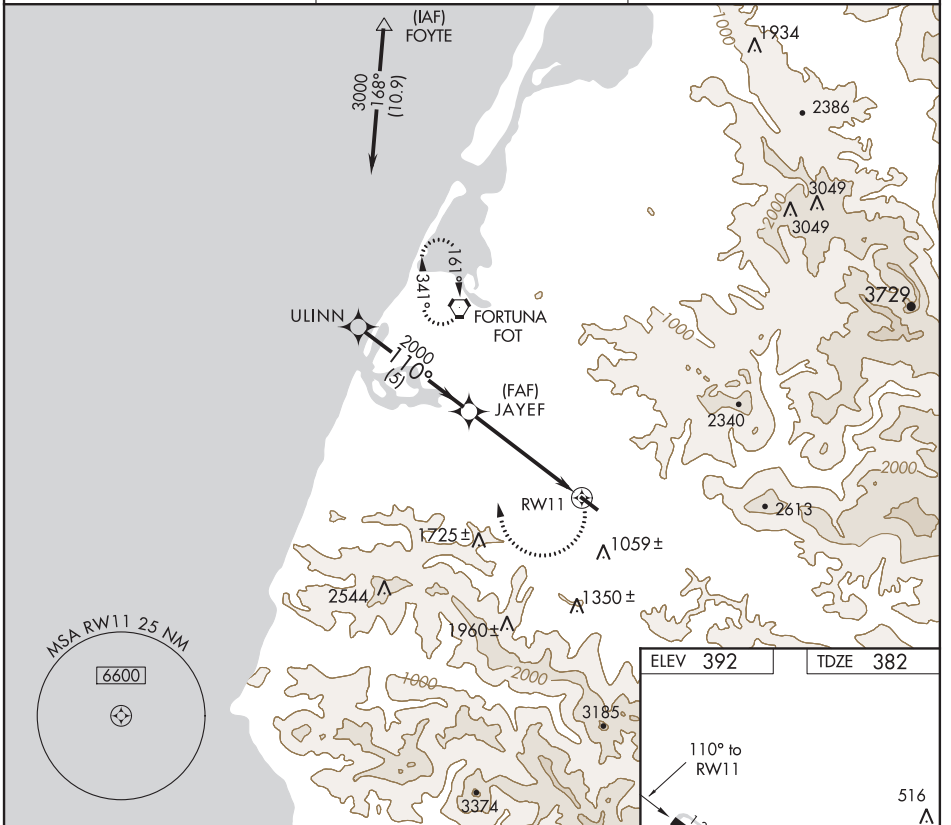 (IAF)
FOYTE
3000
168°
(10.9)
1000
1934
2386
3049
3049
2000
3729
161°
341°
FORTUNA
FOT
ULINN
2000
110°
(5)
(FAF)
JAYEF
1000
2340
2000
2613
RW11
1725±
1059±
2544
1350±
1960±
MSA RW11 25 NM
6600
1000
2000
3185
3374
ELEV 392
TDZE 382
110° to
RW11
516